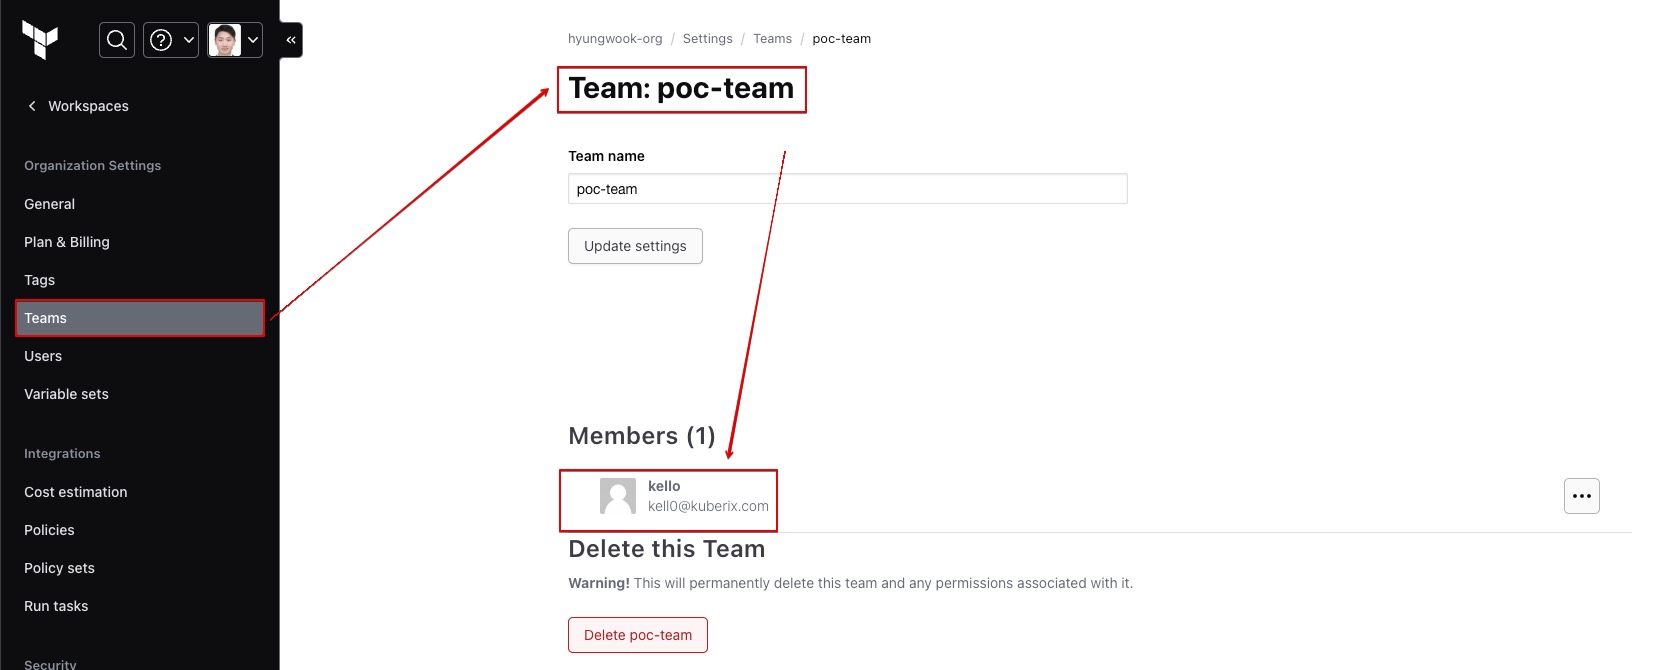 Workspaces
Organization Settings
General
Plan & Billing
Tags
Teams
Users
Variable sets
Integrations
Cost estimation
Policies
Policy sets
Run tasks
Security
hyungwook-org / Settings / Teams / poc-team
Team: poc-team
Team name
poc-team
Update settings
Members (1)
kello
kell0@kuberix.com
Delete this Team
Warning! This will permanently delete this team and any permissions associated with it.
Delete poc-team